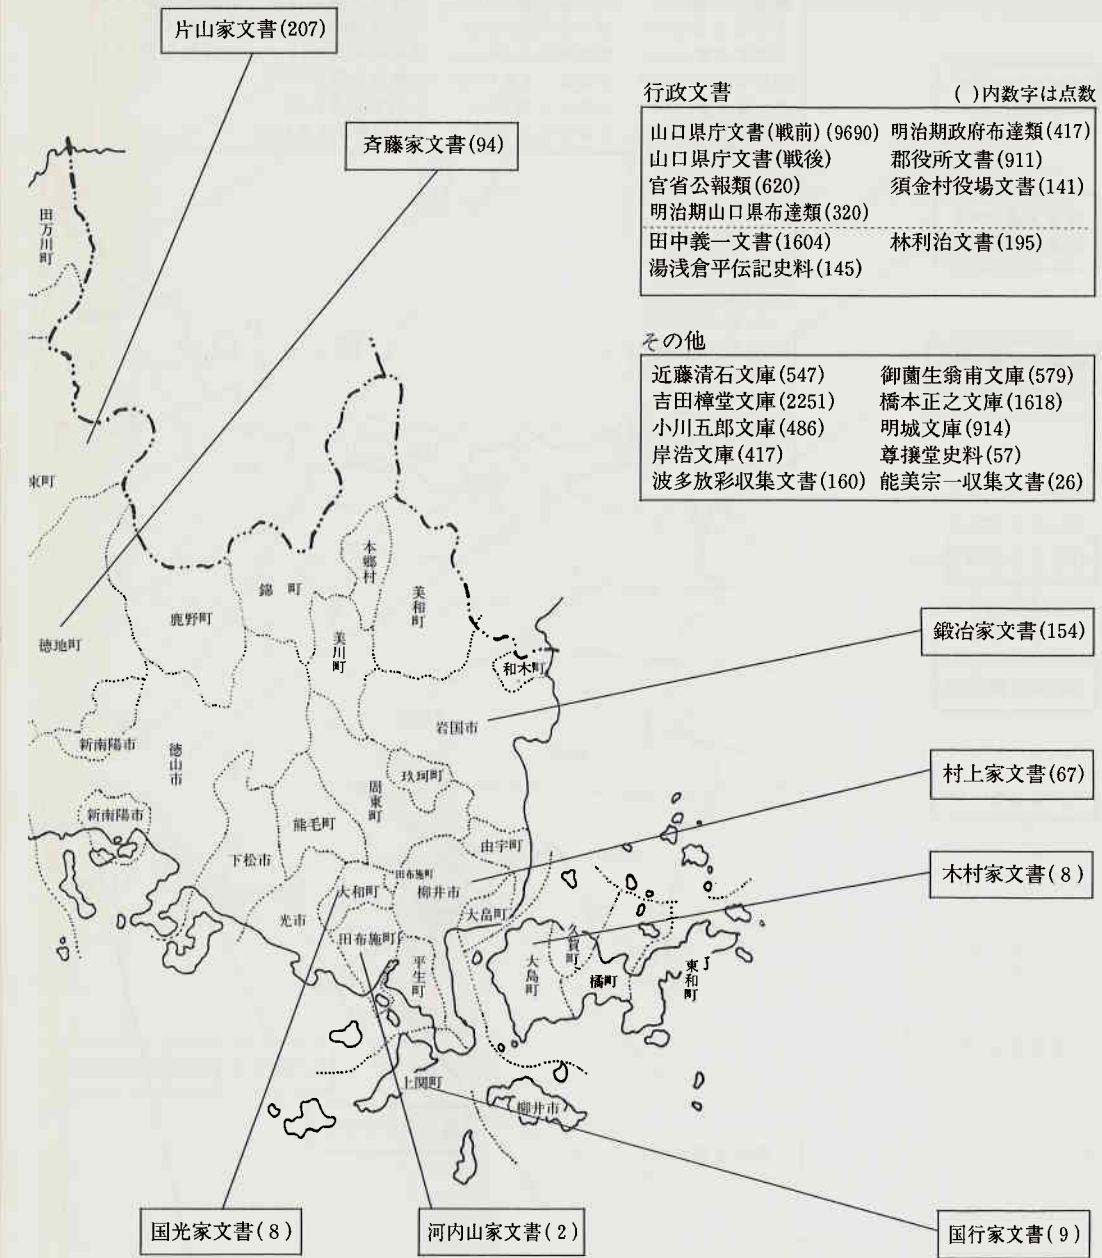 片山家文書(207)
斉藤家文書(94)
行政文書 ( )内数字は点数
山口県庁文書(戦前)(9690) 明治期政府布達類(417)
山口県庁文書(戦後) 郡役所文書(911)
官省公報類(620) 須金村役場文書(141)
明治期山口県布達類(320)
田中義一文書(1604) 林利治文書(195)
湯浅倉平伝記史料(145)
その他
近藤清石文庫(547) 御薗生翁甫文庫(579)
吉田樟堂文庫(2251) 橋本正之文庫(1618)
小川五郎文庫(486) 明城文庫(914)
岸浩文庫(417) 尊攘堂史料(57)
波多放彩収集文書(160) 能美宗一収集文書(26)
田万川町
東町
徳地町
鹿野町
錦町
本郷村
美和町
美川町
和木町
岩国市
新南陽市
徳山市
新南陽市
玖珂町
周東町
熊毛町
下松市
由宇町
田布施町
柳井市
大和町
大畠町
光市
田布施町
平生町
久賀町
大島町
橘町
東和町
上関町
柳井市
鍛冶家文書(154)
村上家文書(67)
木村家文書(8)
国光家文書(8)
河内山家文書(2)
国行家文書(9)